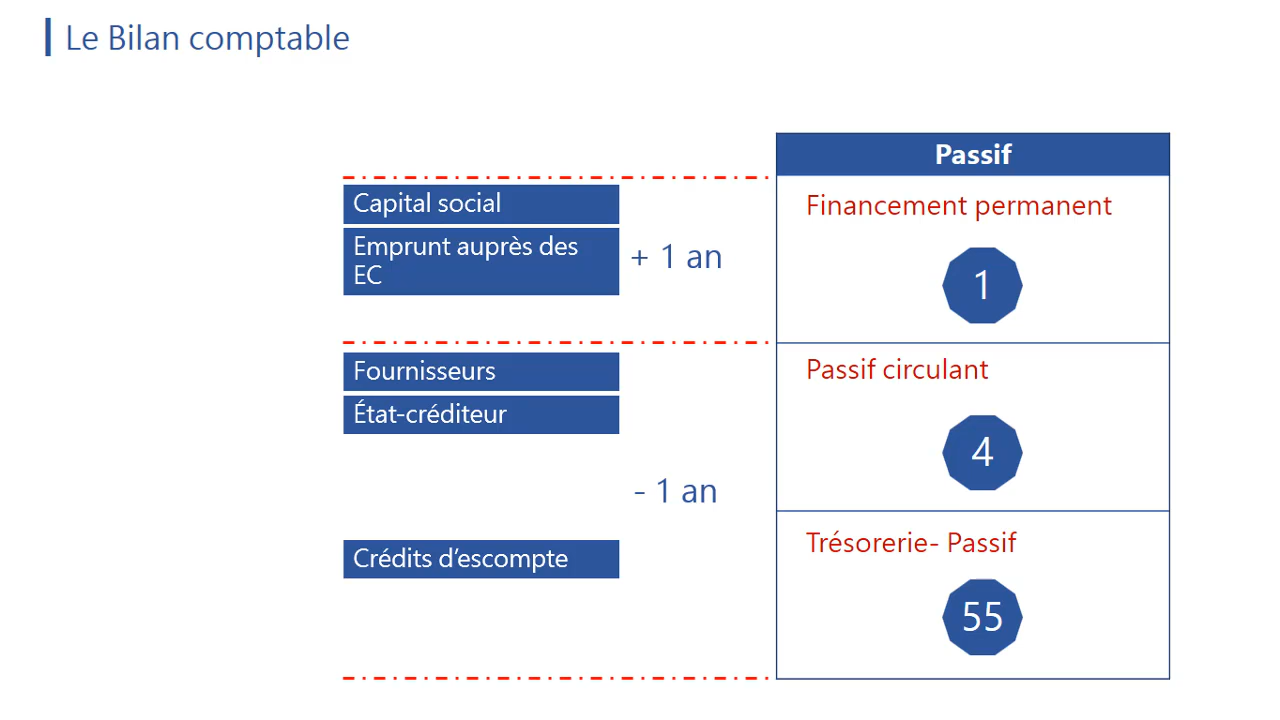 Le Bilan comptable
Passif
Capital social
Emprunt auprès des
EC
+ 1 an
Financement permanent
1
Fournisseurs
État-créditeur
- 1 an
Passif circulant
4
Crédits d’escompte
Trésorerie- Passif
55